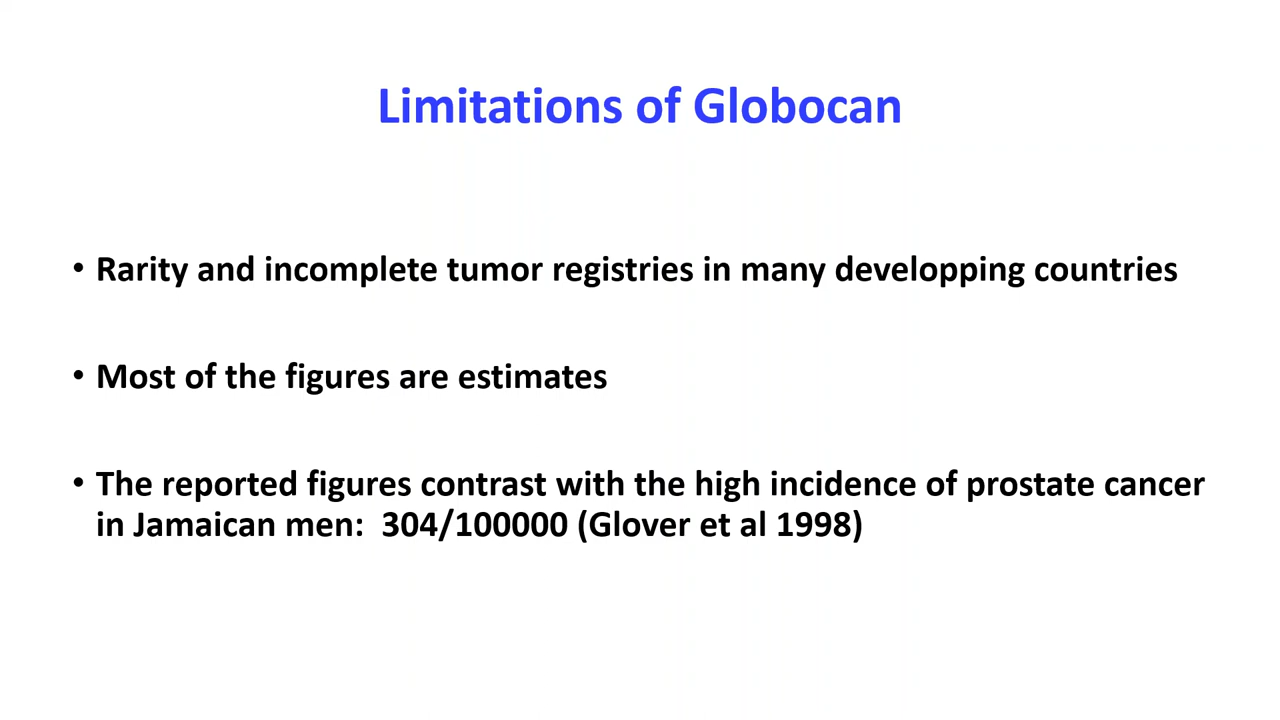 Limitations of Globocan
• Rarity and incomplete tumor registries in many developping countries
• Most of the figures are estimates
• The reported figures contrast with the high incidence of prostate cancer
in Jamaican men:  304/100000 (Glover et al 1998)